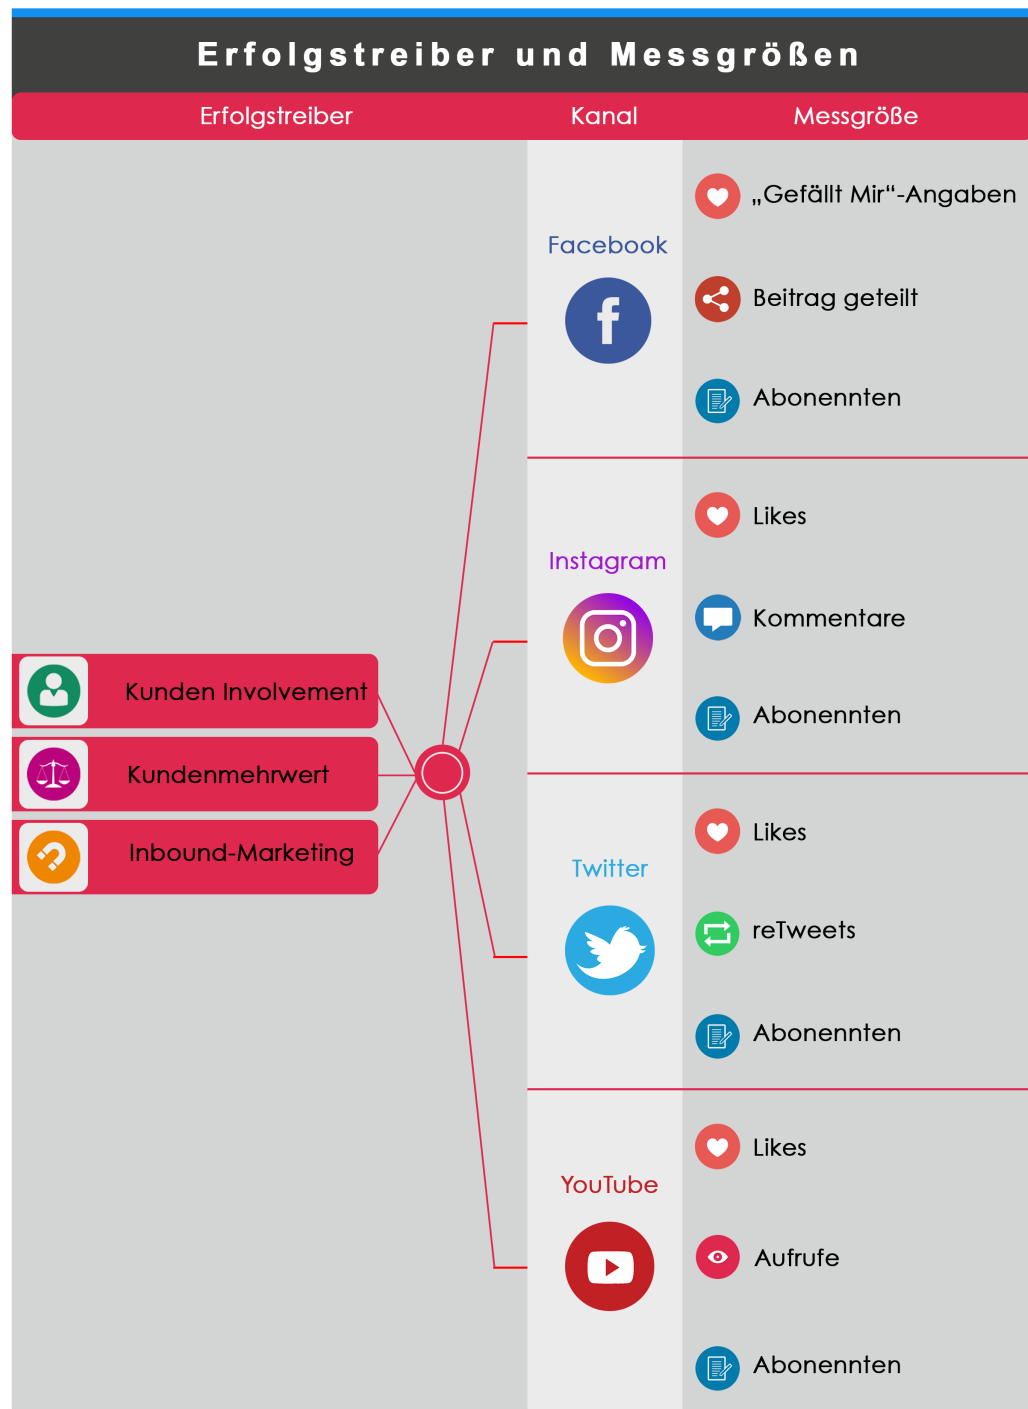 Erfolgstreiber und Messgrößen
Erfolgstreiber
Kanal
Messgröße
Kunden Involvement
Kundenmehrwert
Inbound-Marketing
Facebook
„Gefällt Mir“-Angaben
Beitrag geteilt
Abonennten
Instagram
Likes
Kommentare
Abonennten
Twitter
Likes
reTweets
Abonennten
YouTube
Likes
Aufrufe
Abonennten